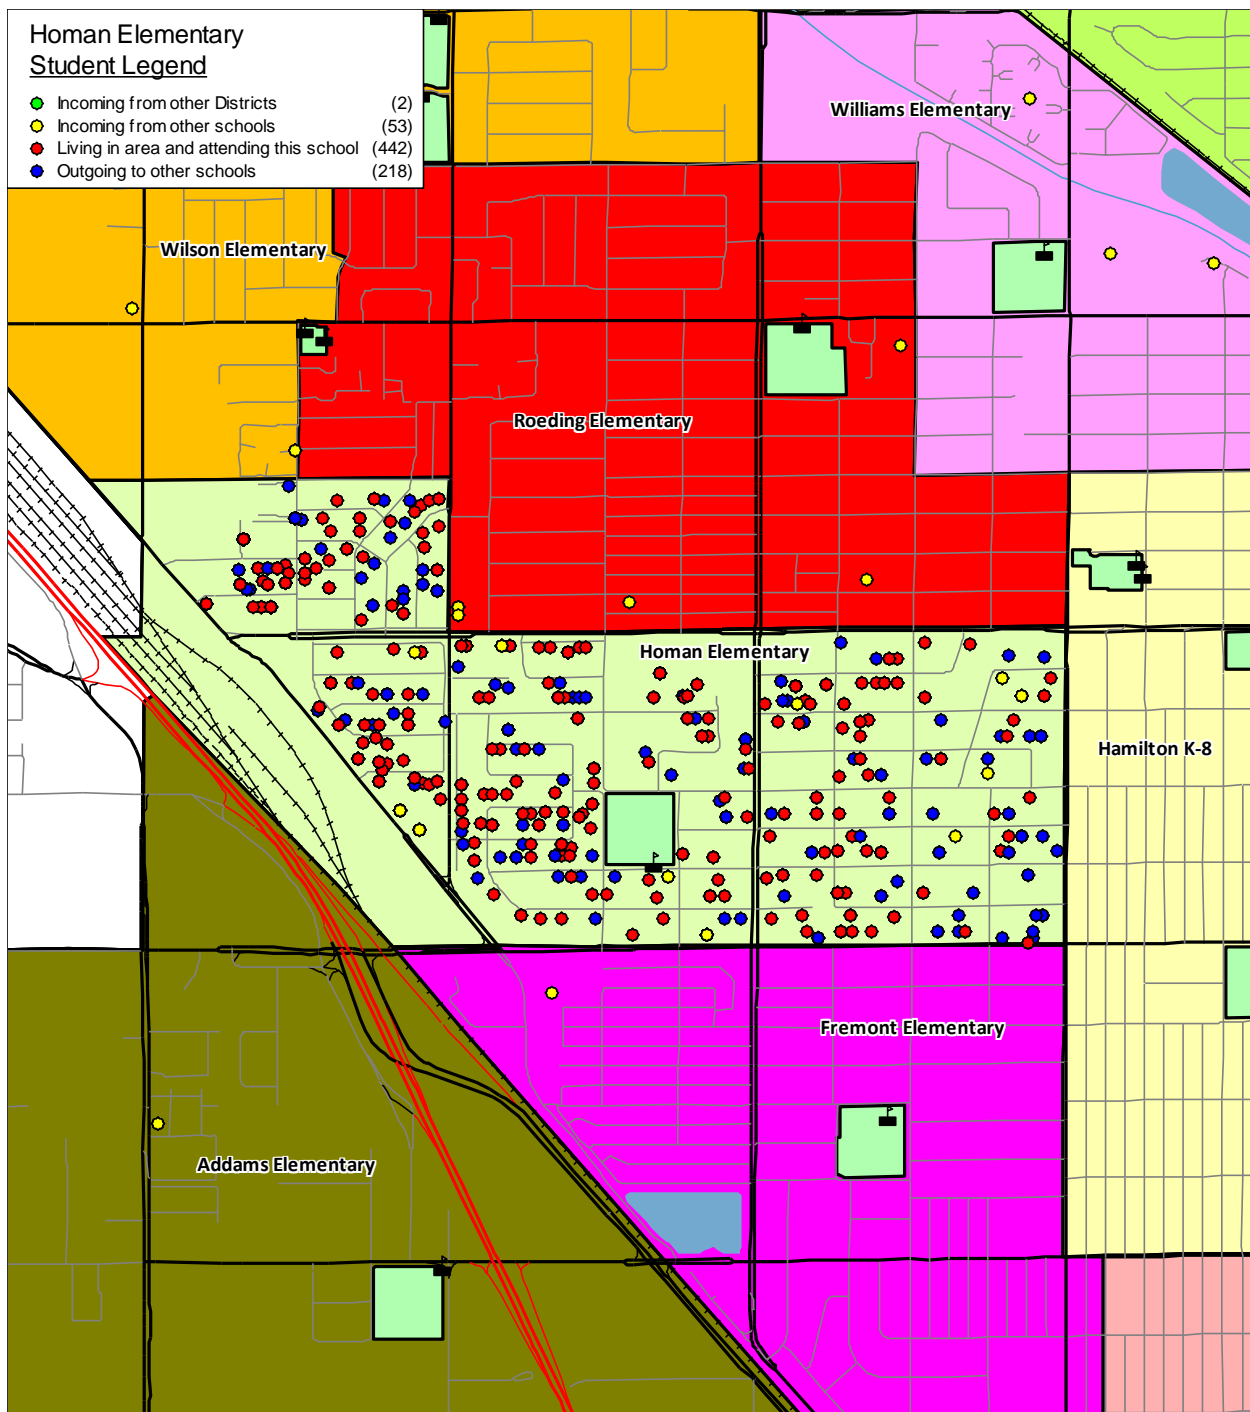 Homan Elementary
Student Legend
Incoming from other Districts (2)
Incoming from other schools (53)
Living in area and attending this school (442)
Outgoing to other schools (218)
Williams Elementary
Wilson Elementary
Roeding Elementary
Homan Elementary
Hamilton K-8
Fremont Elementary
Addams Elementary